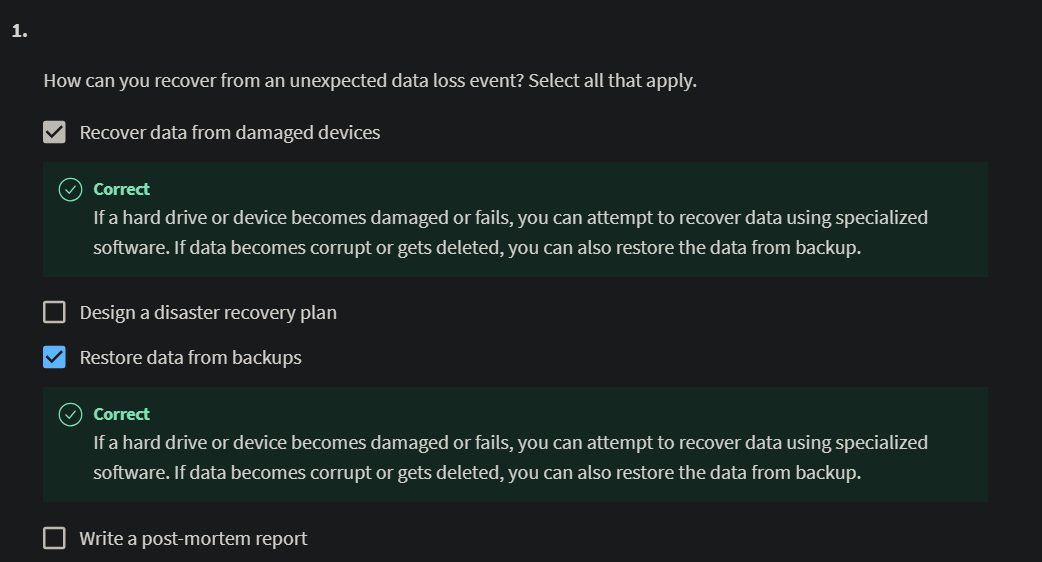 1.
How can you recover from an unexpected data loss event? Select all that apply.
Recover data from damaged devices
Correct
If a hard drive or device becomes damaged or fails, you can attempt to recover data using specialized
software. If data becomes corrupt or gets deleted, you can also restore the data from backup.
Design a disaster recovery plan
Restore data from backups
Correct
If a hard drive or device becomes damaged or fails, you can attempt to recover data using specialized
software. If data becomes corrupt or gets deleted, you can also restore the data from backup.
Write a post-mortem report